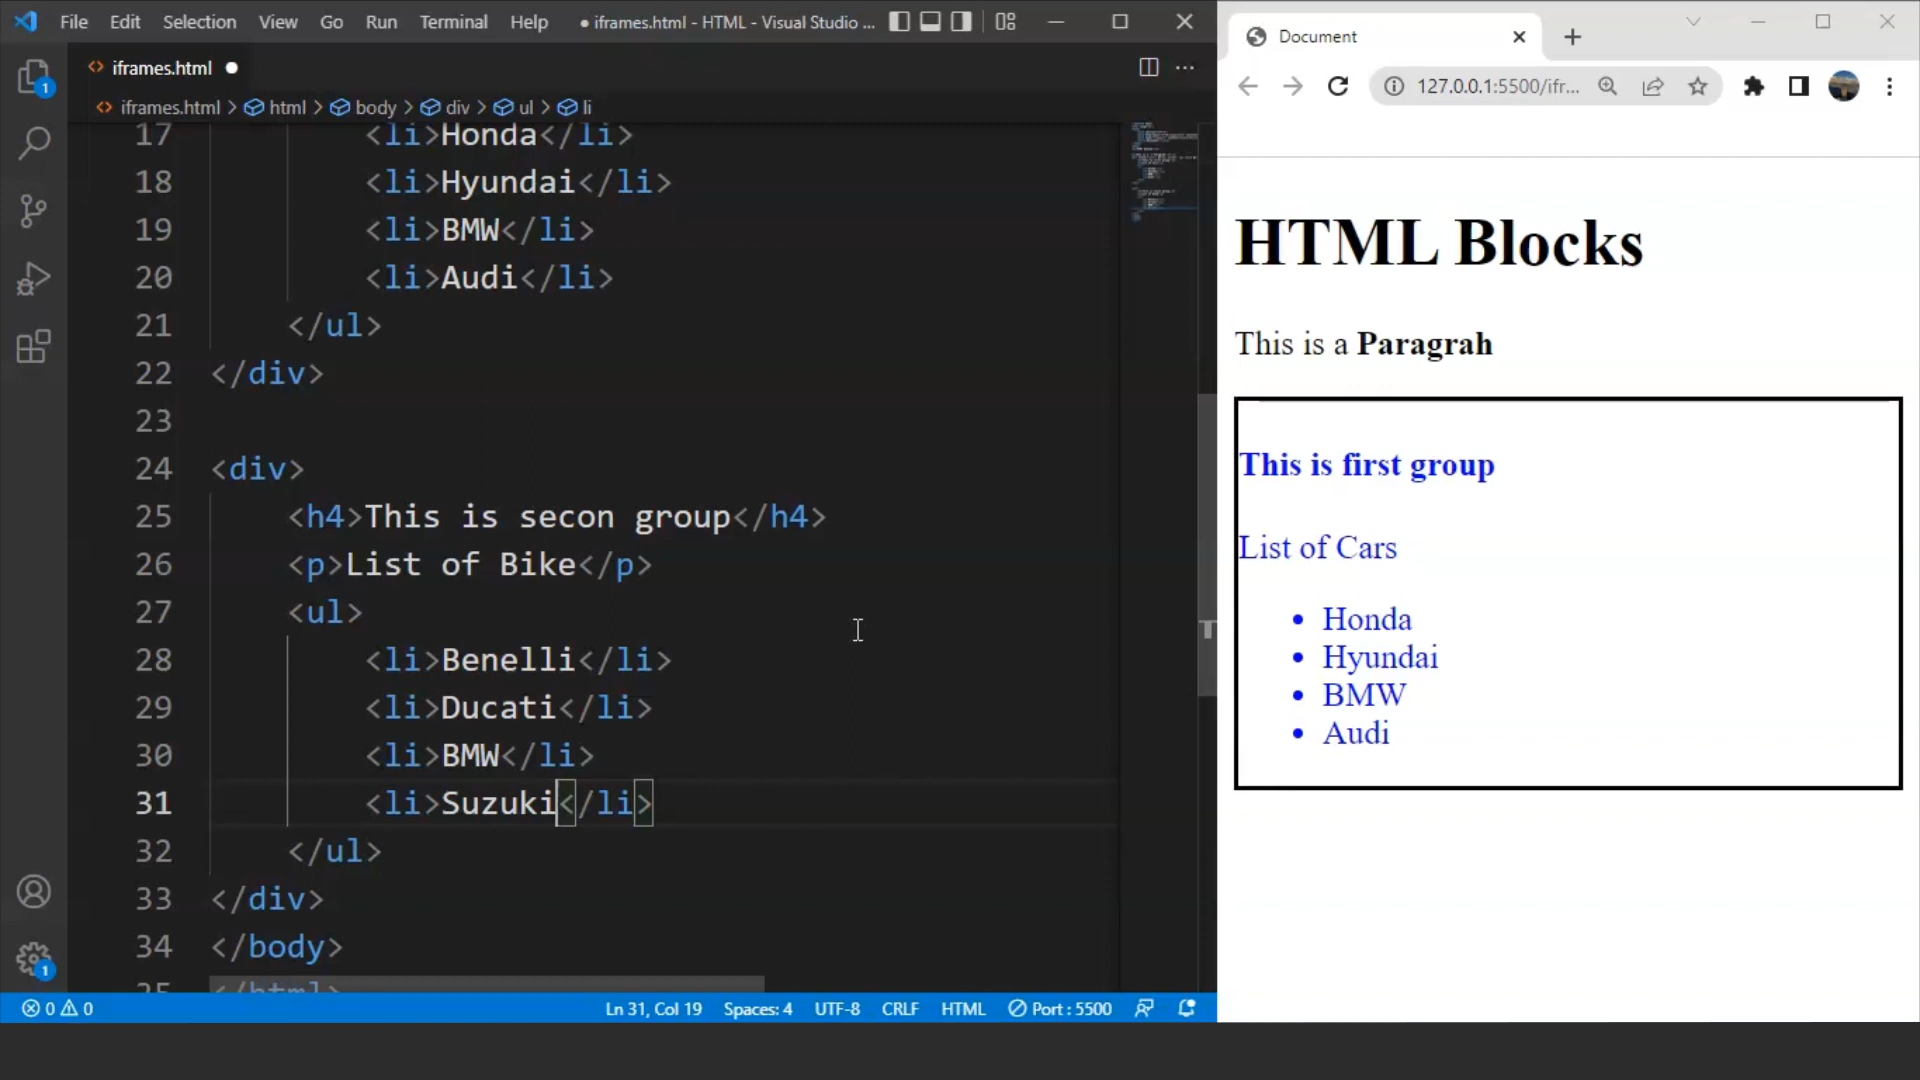 File Edit Selection View Go Run Terminal Help ● iframes.html - HTML - Visual Studio ...
iframes.html ●
iframes.html > html > body > div > ul > li
17 <li>Honda</li>
18 <li>Hyundai</li>
19 <li>BMW</li>
20 <li>Audi</li>
21 </ul>
22 </div>
23
24 <div>
25 <h4>This is secon group</h4>
26 <p>List of Bike</p>
27 <ul>
28 <li>Benelli</li>
29 <li>Ducati</li>
30 <li>BMW</li>
31 <li>Suzuki</li>
32 </ul>
33 </div>
34 </body>
35 </html>
1
1
0 0 Ln 31, Col 19 Spaces: 4 UTF-8 CRLF HTML Port : 5500
Document
127.0.0.1:5500/ifr...
HTML Blocks
This is a Paragrah
This is first group
List of Cars
• Honda
• Hyundai
• BMW
• Audi